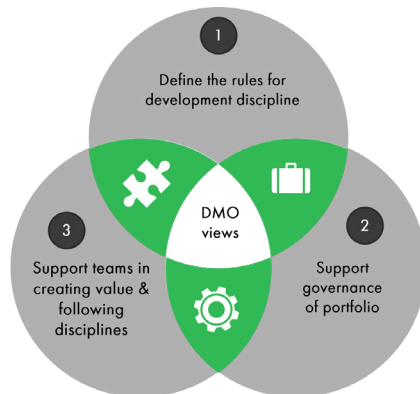 1
Define the rules for
development discipline
DMO
views
3
Support teams in
creating value &
following
disciplines
2
Support
governance
of portfolio